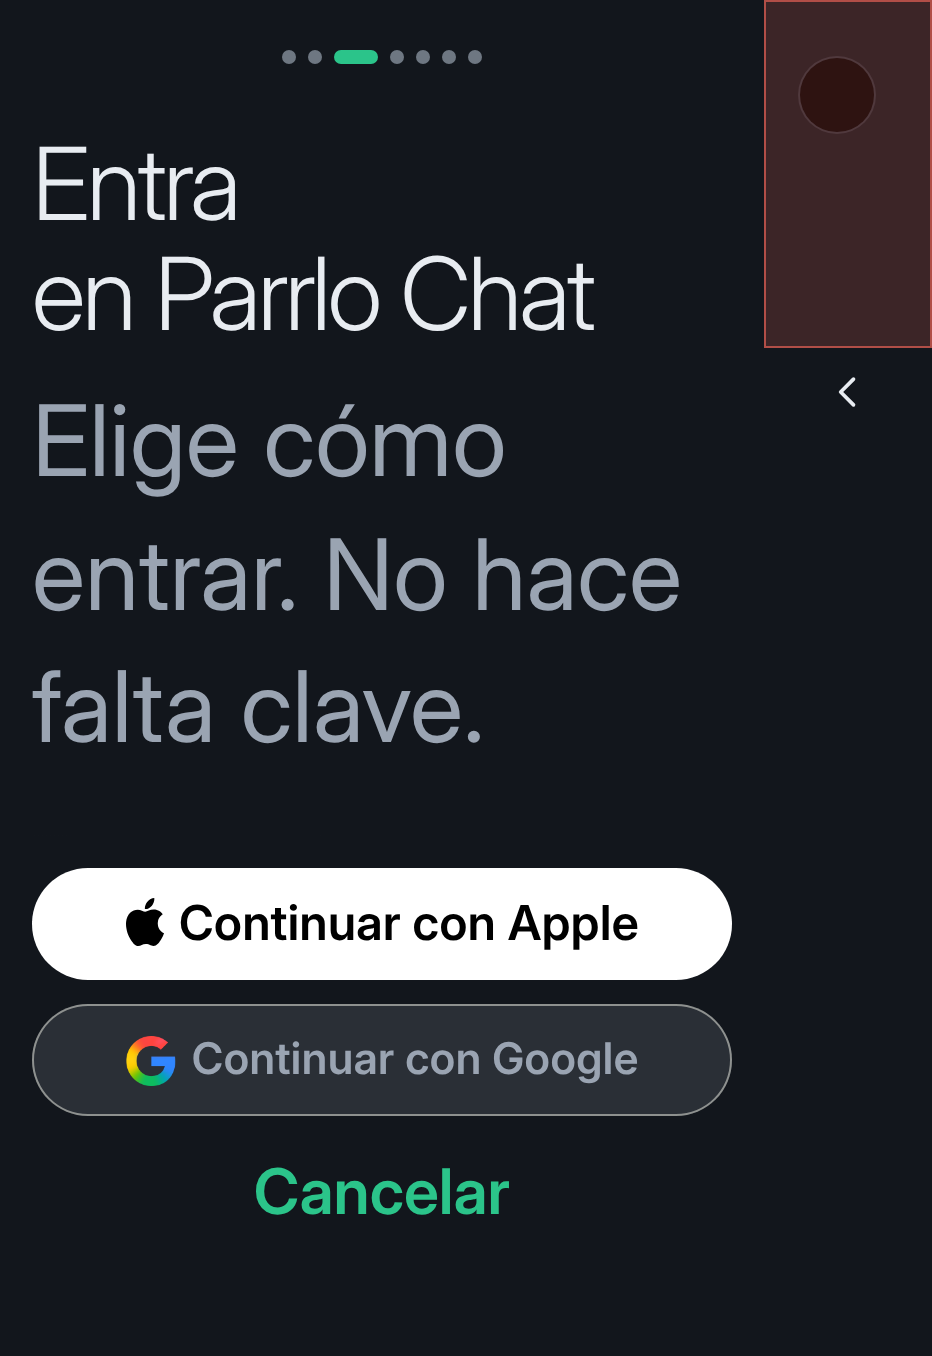 Entra
en Parrlo Chat
Elige cómo
entrar. No hace
falta clave.
Continuar con Apple
Continuar con Google
Cancelar